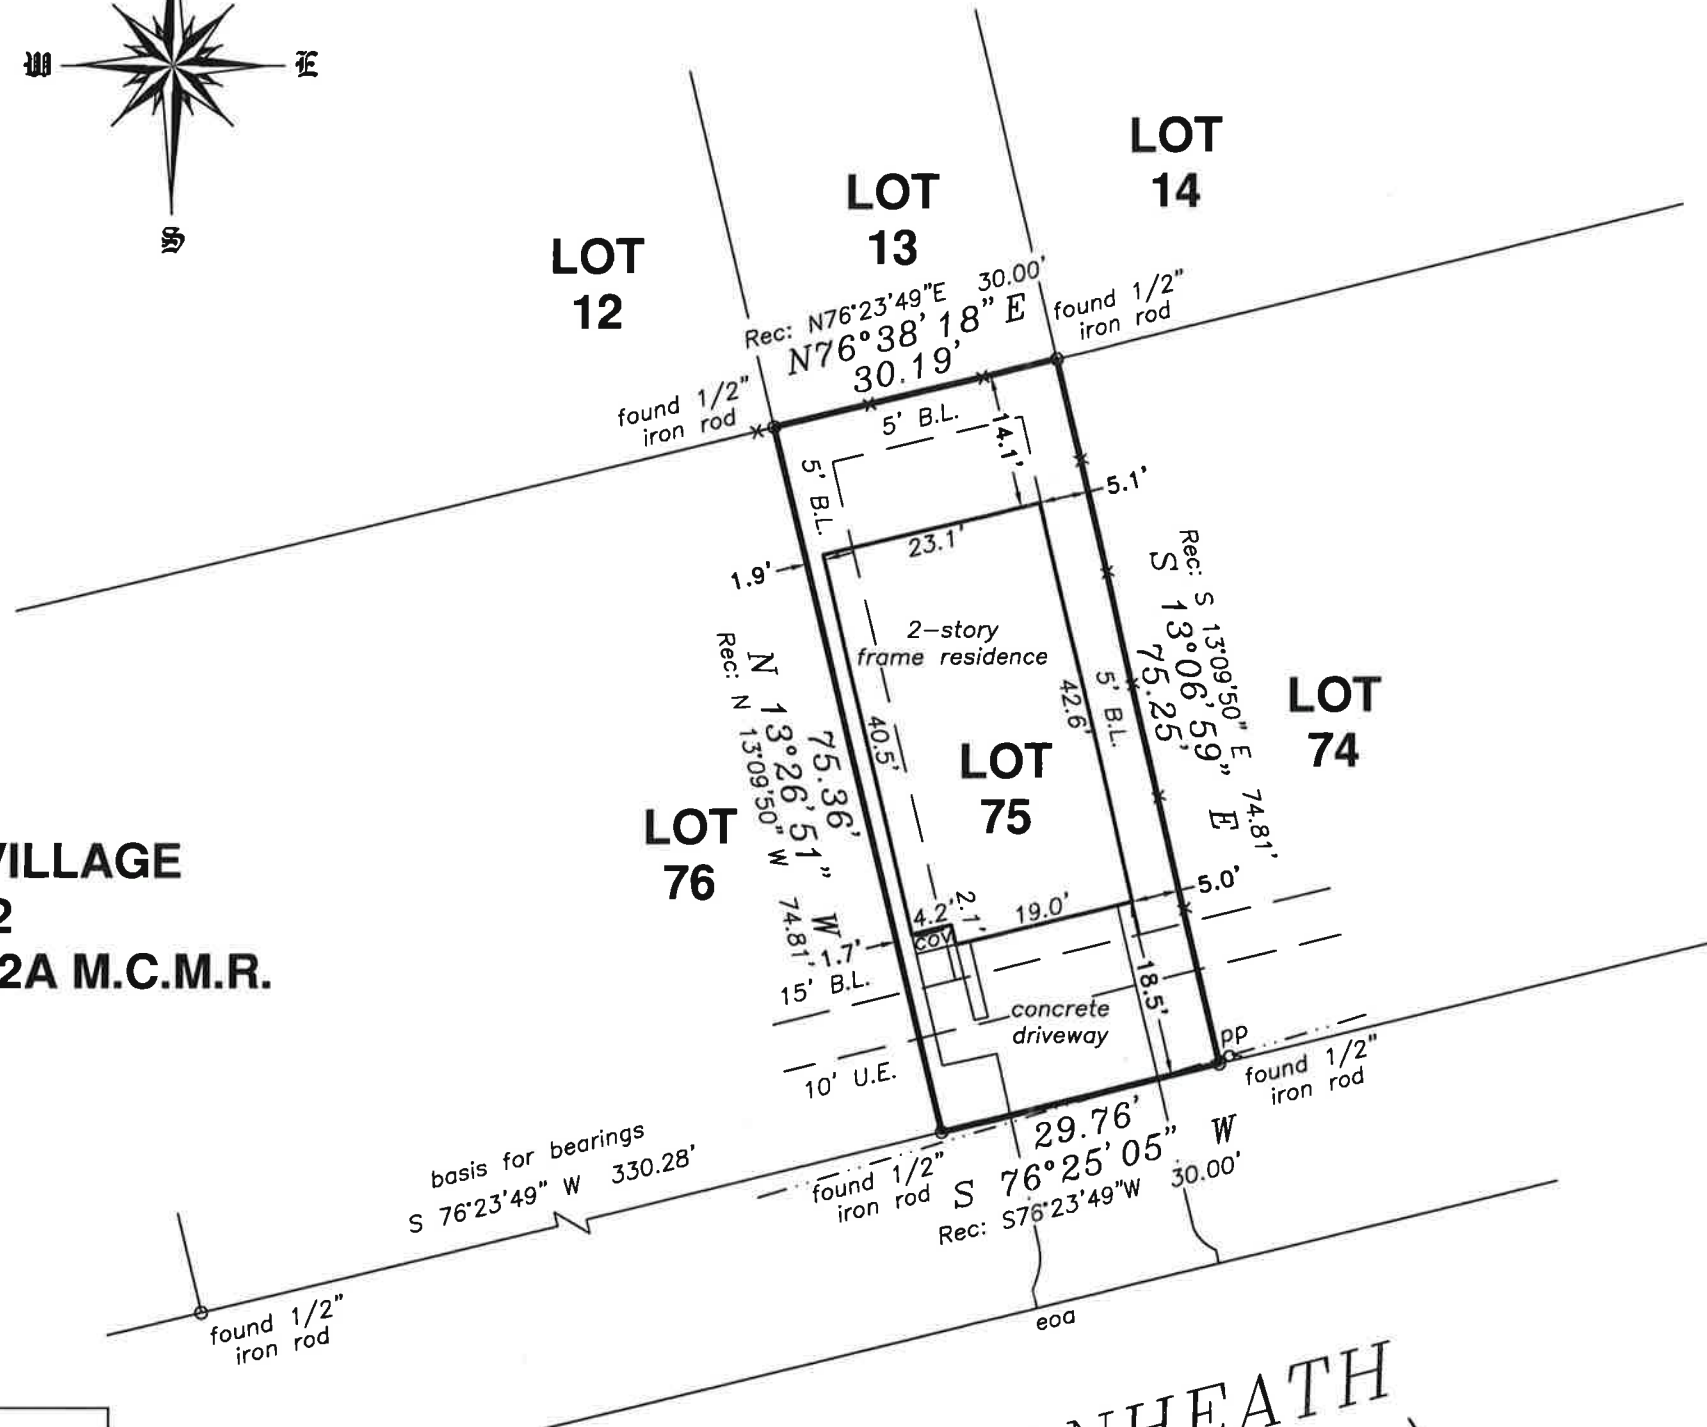 W
E
S
LOT
14
LOT
13
LOT
12
Rec: N76°23'49"E 30.00'
N76°38'18"E
30.19'
found 1/2"
iron rod
found 1/2"
iron rod
5' B.L.
14.1'
5' B.L.
5.1'
23.1'
1.9'
2-story
frame residence
Rec: S 13°09'50" E 74.81'
S 13°06'59" E
75.25'
5' B.L.
42.6'
40.5'
75.36'
N 13°26'51" W
Rec: N 13°09'50" W 74.81'
LOT
74
LOT
75
LOT
76
VILLAGE
2
2A M.C.M.R.
5.0'
4.2'
2.1'
19.0'
cov
1.7'
15' B.L.
18.5'
concrete
driveway
10' U.E.
pp
found 1/2"
iron rod
29.76'
S 76°25'05" W
Rec: S76°23'49"W 30.00'
found 1/2"
iron rod
basis for bearings
S 76°23'49" W 330.28'
found 1/2"
iron rod
eoa
NHEATH